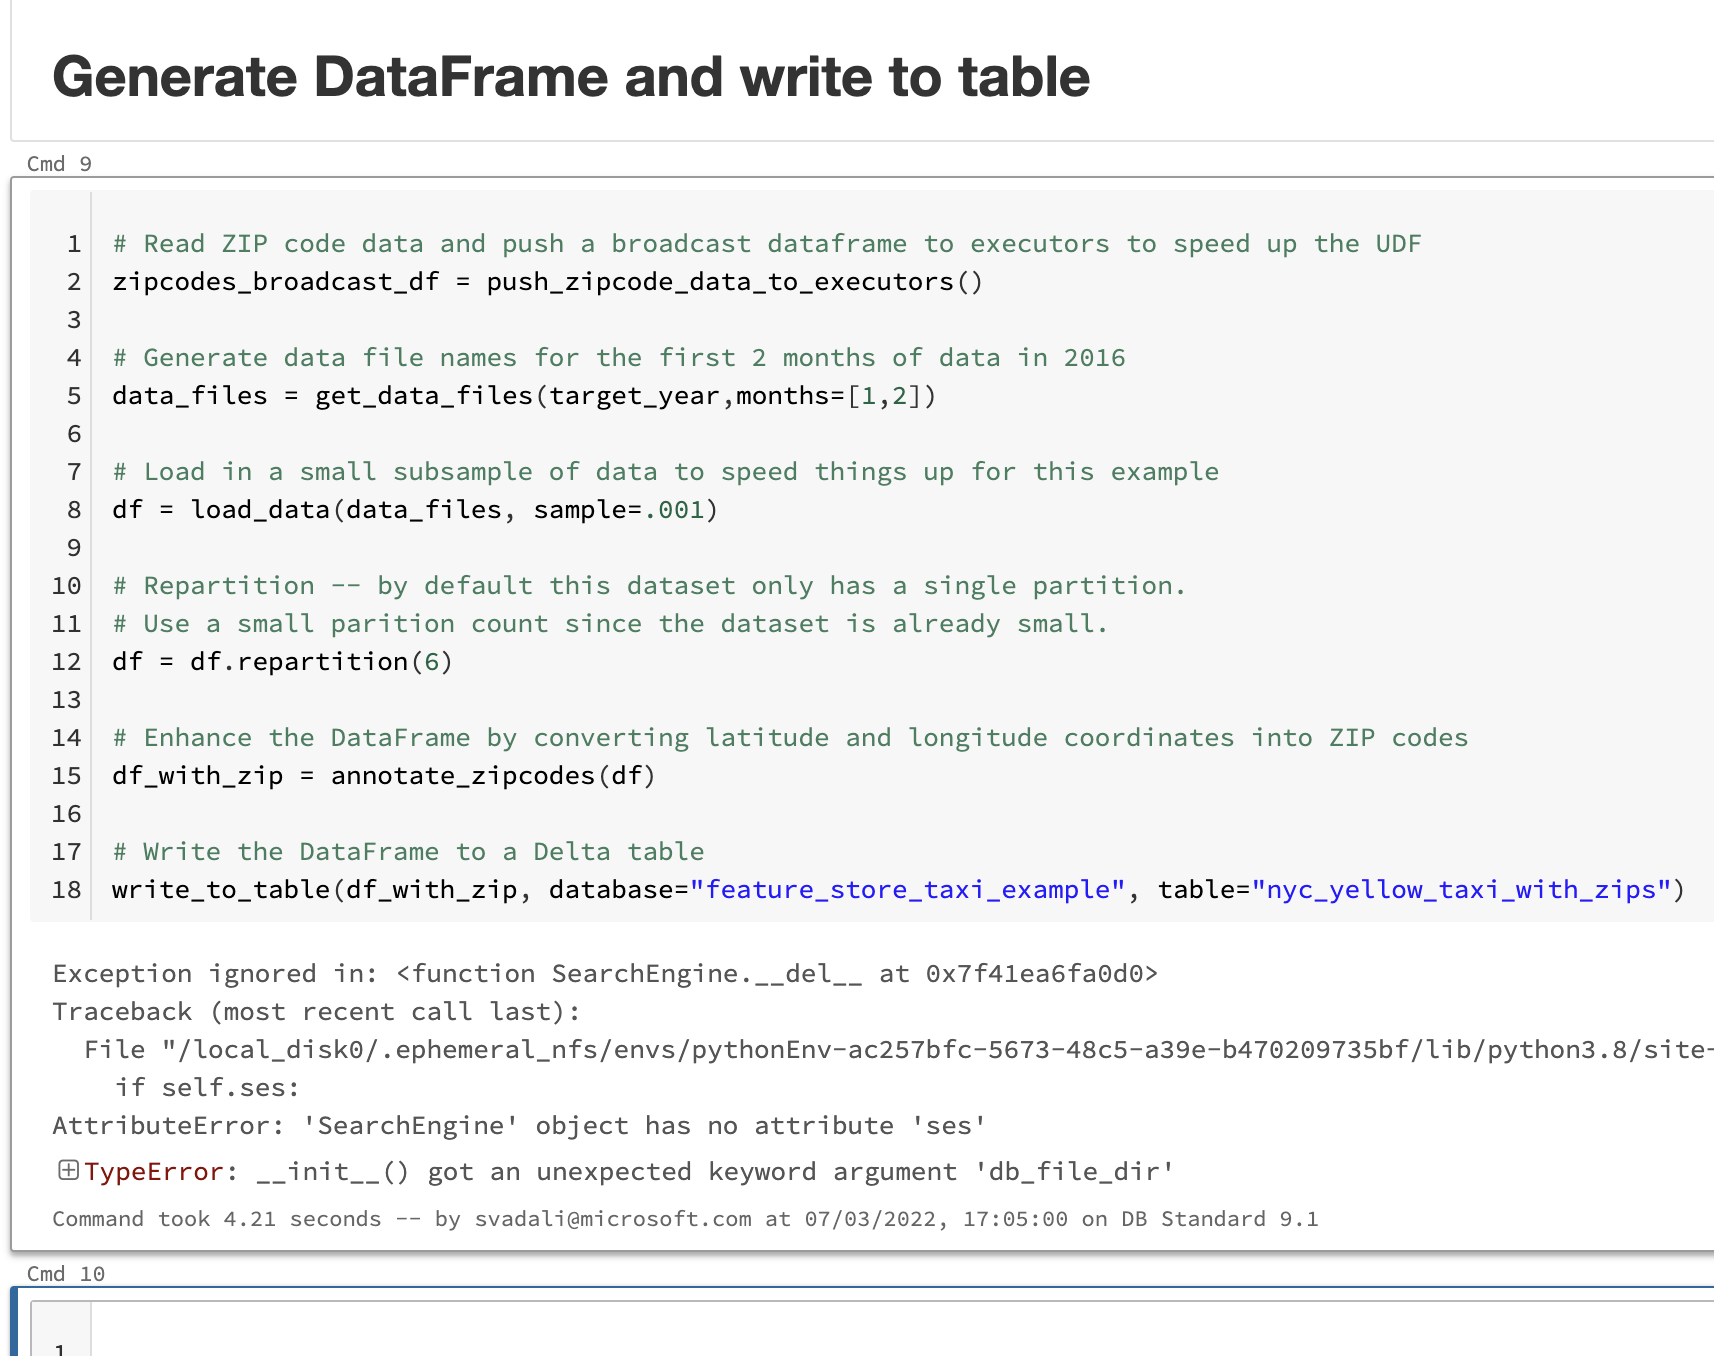 Generate DataFrame and write to table
Cmd 9
1 # Read ZIP code data and push a broadcast dataframe to executors to speed up the UDF
2 zipcodes_broadcast_df = push_zipcode_data_to_executors()
3
4 # Generate data file names for the first 2 months of data in 2016
5 data_files = get_data_files(target_year,months=[1,2])
6
7 # Load in a small subsample of data to speed things up for this example
8 df = load_data(data_files, sample=.001)
9
10 # Repartition -- by default this dataset only has a single partition.
11 # Use a small parition count since the dataset is already small.
12 df = df.repartition(6)
13
14 # Enhance the DataFrame by converting latitude and longitude coordinates into ZIP codes
15 df_with_zip = annotate_zipcodes(df)
16
17 # Write the DataFrame to a Delta table
18 write_to_table(df_with_zip, database="feature_store_taxi_example", table="nyc_yellow_taxi_with_zips")
Exception ignored in: <function SearchEngine.__del__ at 0x7f41ea6fa0d0>
Traceback (most recent call last):
  File "/local_disk0/.ephemeral_nfs/envs/pythonEnv-ac257bfc-5673-48c5-a39e-b470209735bf/lib/python3.8/site-
    if self.ses:
AttributeError: 'SearchEngine' object has no attribute 'ses'
TypeError: __init__() got an unexpected keyword argument 'db_file_dir'
Command took 4.21 seconds -- by svadali@microsoft.com at 07/03/2022, 17:05:00 on DB Standard 9.1
Cmd 10
1